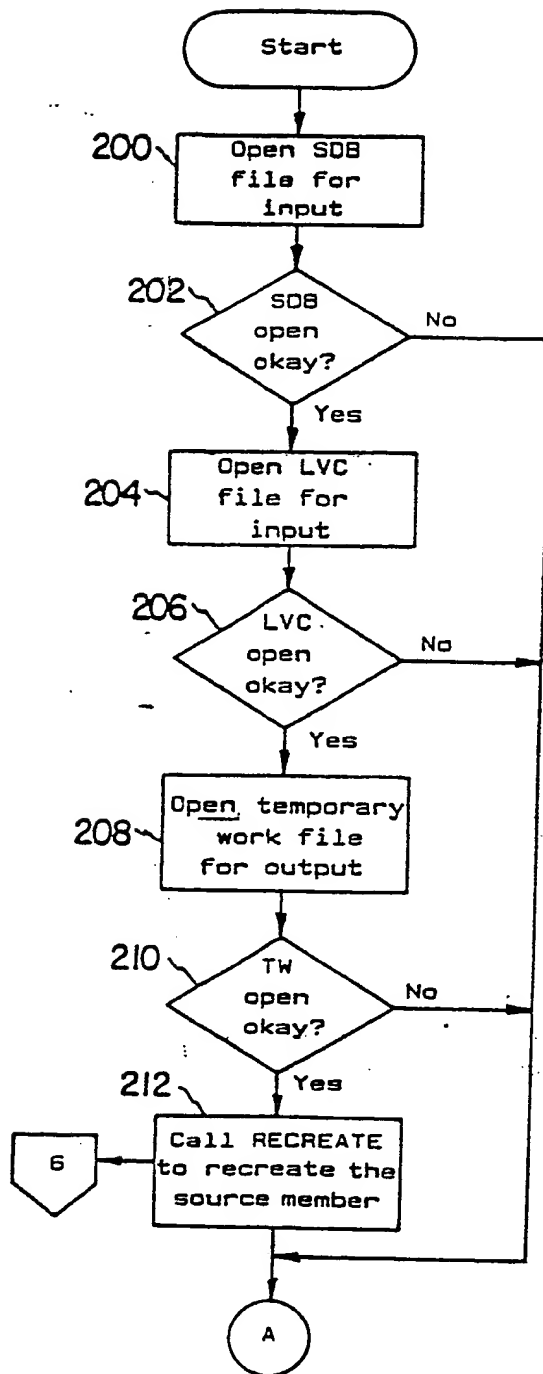 Start
200
Open SDB
file for
input
202
SDB
open
okay?
No
Yes
204
Open LVC
file for
input
206
LVC
open
okay?
No
Yes
208
Open temporary
work file
for output
210
TW
open
okay?
No
Yes
212
Call RECREATE
to recreate the
source member
6
A